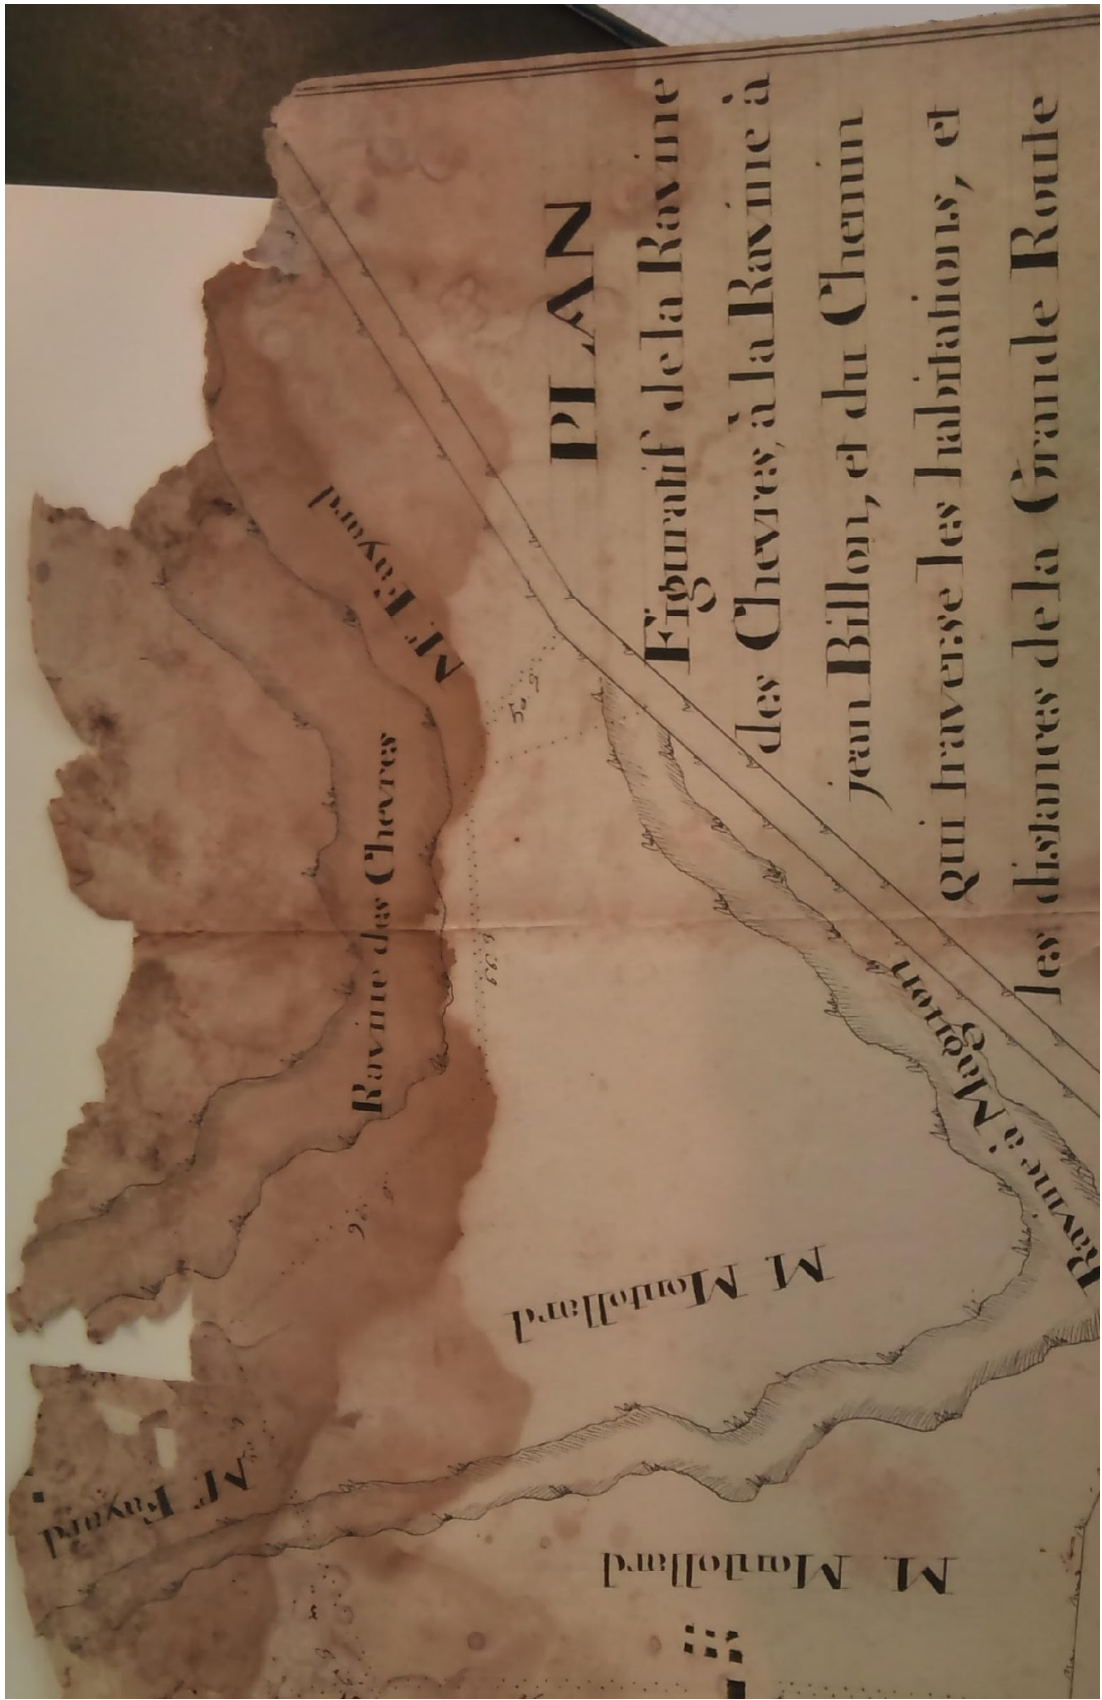 PLAN
Figuratif de la Ravine
des Chevres, à la Ravine à
jean Billon, et du Chemin
qui traverse les habitations, et
les distances de la Grande Route
Mr. Fayard
Ravine des Chevres
Ravine à Magnon
M. Montollard
Mr. Fayard
M. Montollard